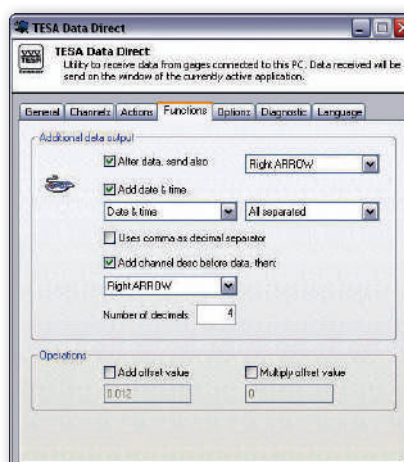 TESA Data Direct
TESA
TESA Data Direct
Utility to receive data from gages connected to this PC. Data received will be
send on the window of the currently active application.
General Channels Actions Functions Options Diagnostic Language
Additional data output
After data, send also Right ARROW
Add date & time
Date & time All separated
Uses comma as decimal separator
Add channel desc before data, then:
Right ARROW
Number of decimals 4
Operations
Add offset value Multiply offset value
0.012 0